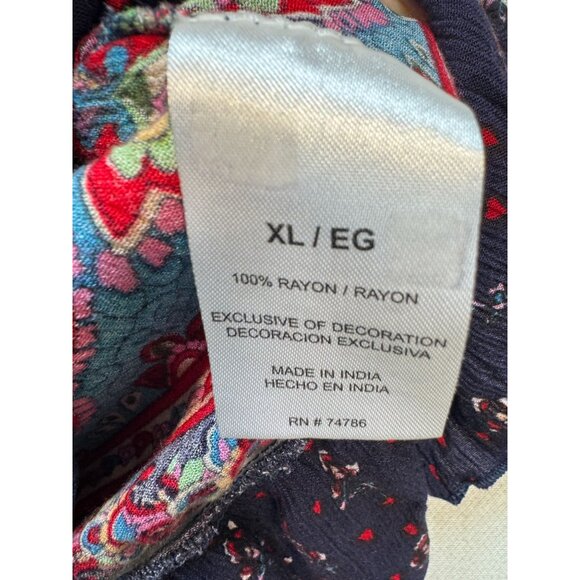 XL / EG
100% RAYON / RAYON
EXCLUSIVE OF DECORATION
DECORACION EXCLUSIVA
MADE IN INDIA
HECHO EN INDIA
RN # 74786